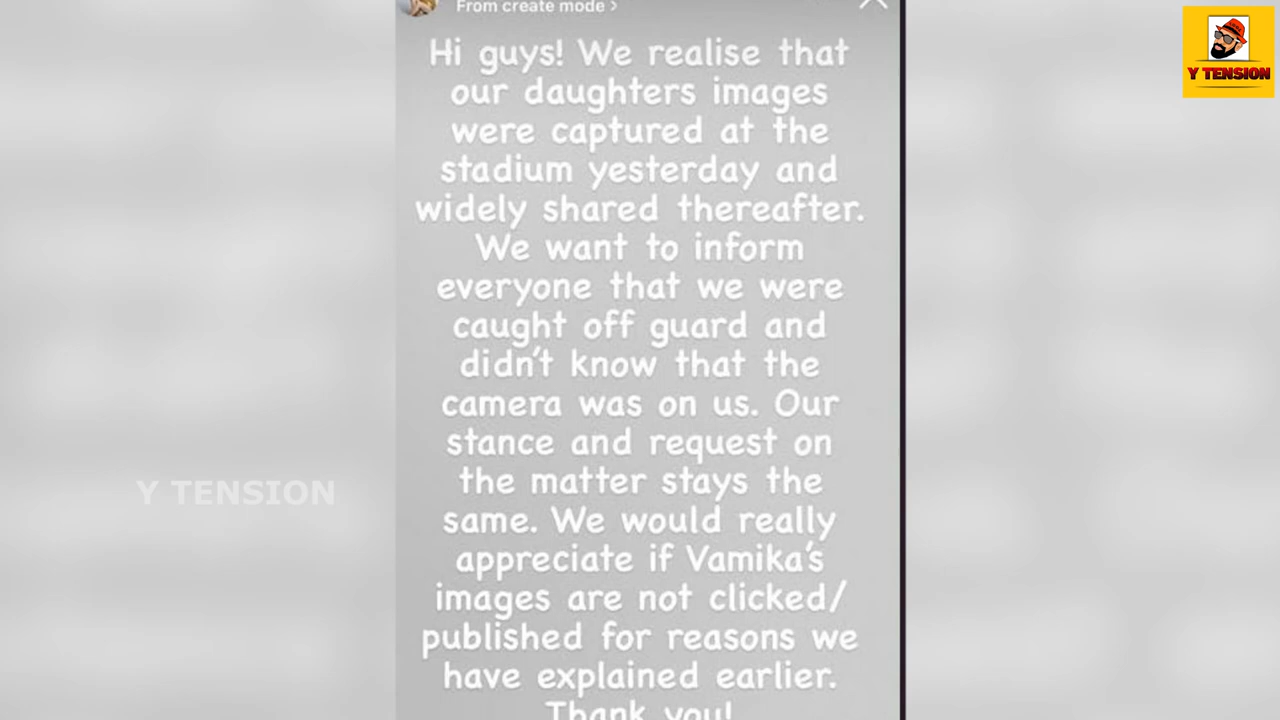 From create mode >
Hi guys! We realise that
our daughters images
were captured at the
stadium yesterday and
widely shared thereafter.
We want to inform
everyone that we were
caught off guard and
didn't know that the
camera was on us. Our
stance and request on
the matter stays the
same. We would really
appreciate if Vamika's
images are not clicked/
published for reasons we
have explained earlier.
Thank you!
Y TENSION
Y TENSION